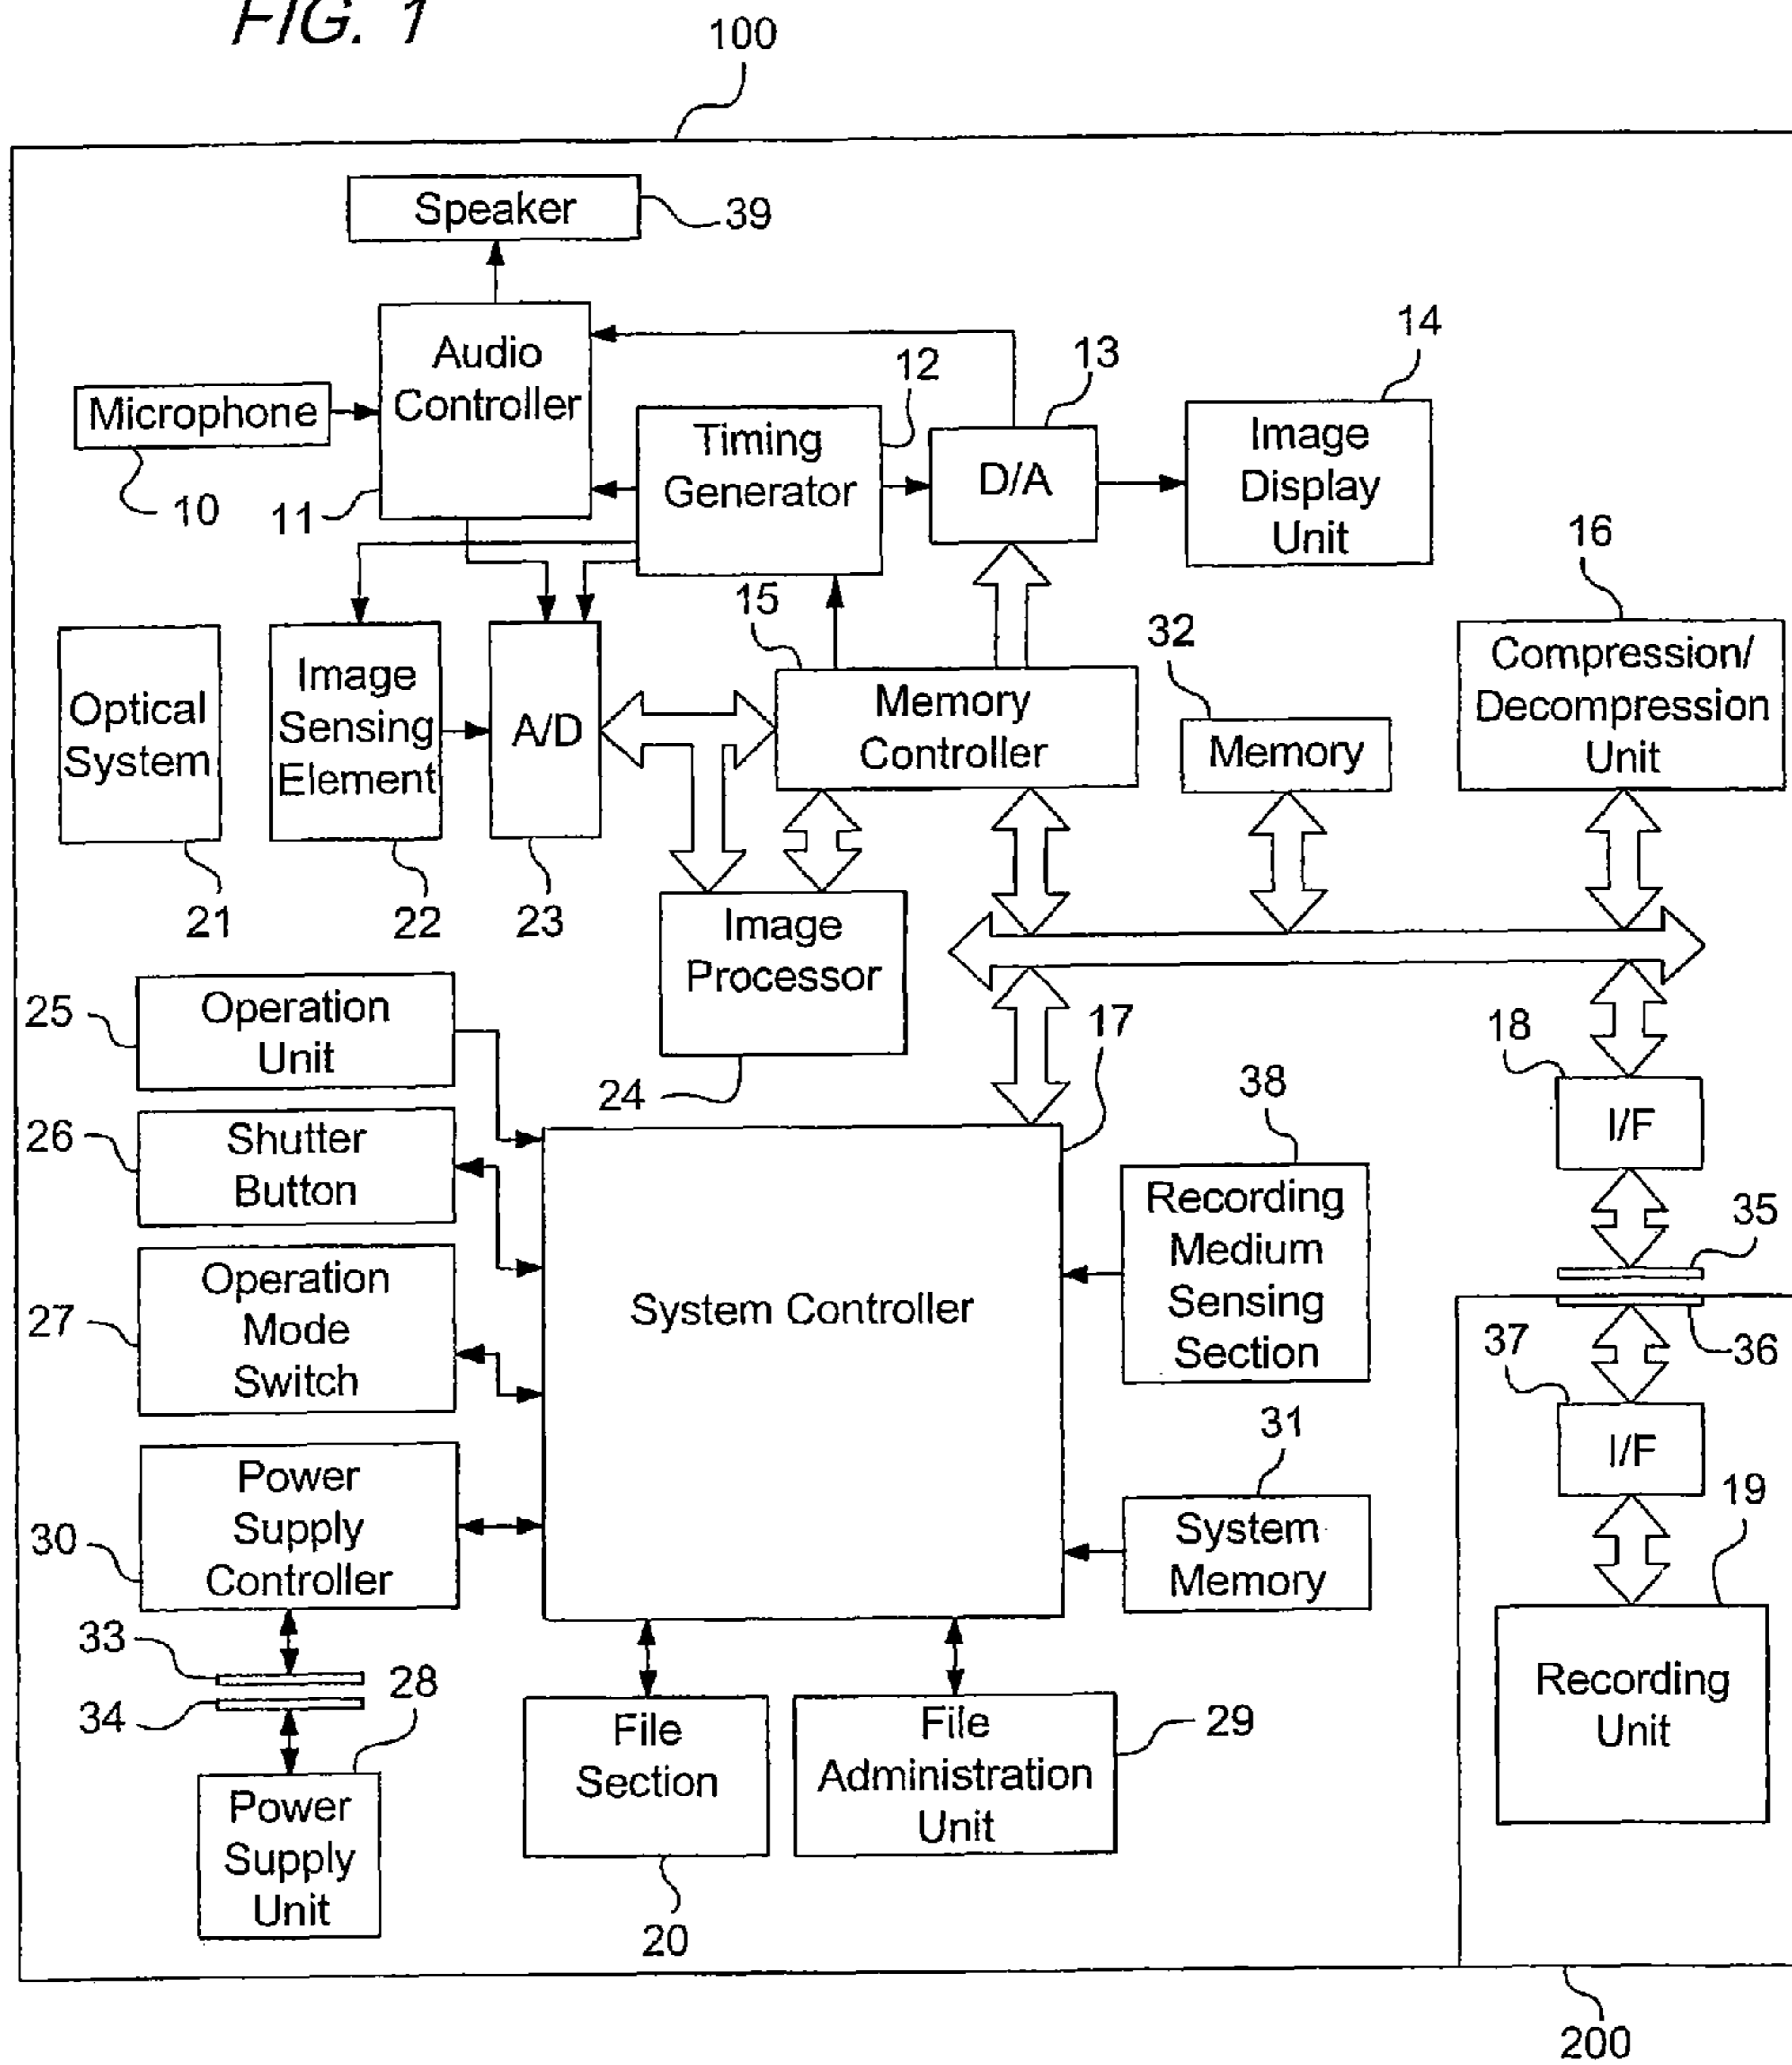 FIG. 1
100
Speaker
39
Audio
Controller
Microphone
10
11
12
Timing
Generator
13
D/A
14
Image
Display
Unit
15
Memory
Controller
32
Memory
16
Compression/
Decompression
Unit
Optical
System
21
Image
Sensing
Element
22
A/D
23
Image
Processor
24
17
18
I/F
25
Operation
Unit
26
Shutter
Button
27
Operation
Mode
Switch
System Controller
38
Recording
Medium
Sensing
Section
35
36
37
I/F
30
Power
Supply
Controller
31
System
Memory
19
Recording
Unit
33
34
28
Power
Supply
Unit
File
Section
20
File
Administration
Unit
29
200